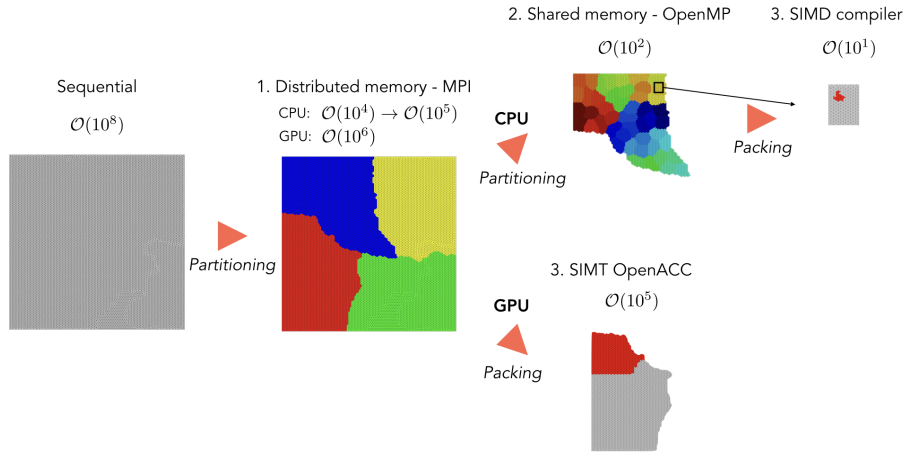 Sequential
𝒪(10⁸)
Partitioning
1. Distributed memory - MPI
CPU: 𝒪(10⁴) → 𝒪(10⁵)
GPU: 𝒪(10⁶)
CPU
Partitioning
2. Shared memory - OpenMP
𝒪(10²)
Packing
3. SIMD compiler
𝒪(10¹)
GPU
Packing
3. SIMT OpenACC
𝒪(10⁵)